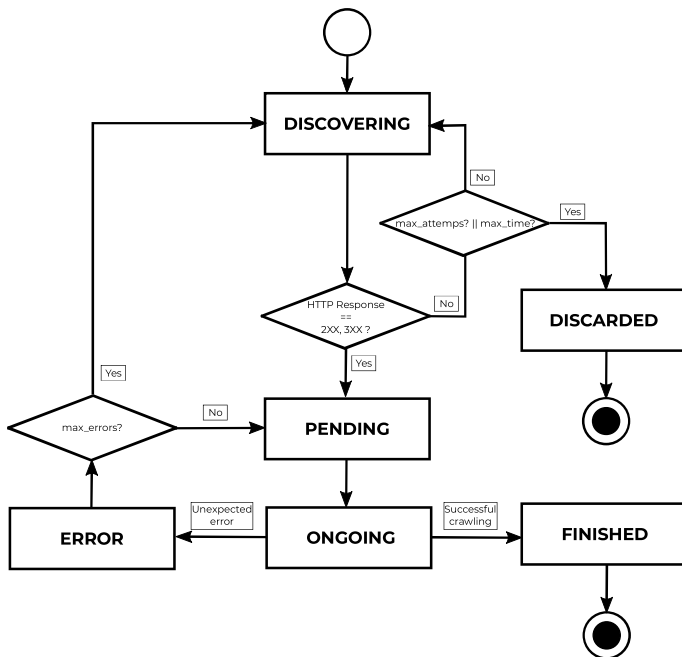 DISCOVERING
No
max_attemps? || max_time?
Yes
HTTP Response
==
2XX, 3XX ?
No
DISCARDED
Yes
Yes
max_errors?
No
PENDING
Unexpected
error
Successful
crawling
ERROR
ONGOING
FINISHED